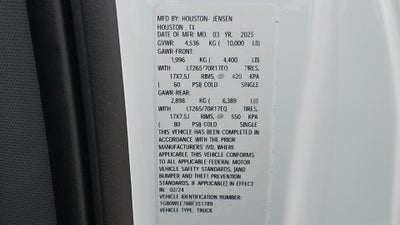 MFD BY: HOUSTON- JENSEN
HOUSTON , TX
DATE OF MFR: MO. 03 YR. 2025
GVWR: 4,536 KG ( 10,000 LB)
GAWR-FRONT:
1,996 KG ( 4,400 LB)
WITH LT265/70R17EQ TIRES,
17X7.5J RIMS, @ 420 KPA
( 60 PSI) COLD SINGLE
GAWR-REAR:
2,898 KG ( 6,389 LB)
WITH LT265/70R17EQ TIRES,
17X7.5J RIMS, @ 550 KPA
( 80 PSI) COLD SINGLE
THIS VEHICLE HAS BEEN COMPLETED IN
ACCORDANCE WITH THE PRIOR
MANUFACTURERS' IVD, WHERE
APPLICABLE. THIS VEHICLE CONFORMS
TO ALL APPLICABLE FEDERAL MOTOR
VEHICLE SAFETY STANDARDS, [AND
BUMPER AND THEFT PREVENTION
STANDARDS, IF APPLICABLE] IN EFFECT
IN: 02/24
VEHICLE IDENTIFICATION NUMBER:
VEHICLE TYPE: TRUCK